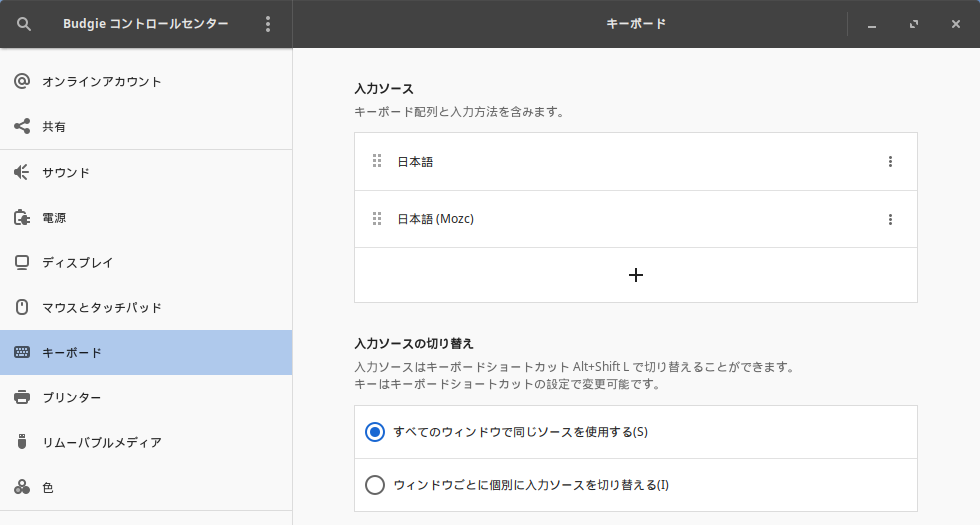 Budgie コントロールセンター
キーボード
オンラインアカウント
共有
サウンド
電源
ディスプレイ
マウスとタッチパッド
キーボード
プリンター
リムーバブルメディア
色
入力ソース
キーボード配列と入力方法を含みます。
日本語
日本語 (Mozc)
入力ソースの切り替え
入力ソースはキーボードショートカット Alt+Shift L で切り替えることができます。
キーはキーボードショートカットの設定で変更可能です。
すべてのウィンドウで同じソースを使用する(S)
ウィンドウごとに個別に入力ソースを切り替える(I)